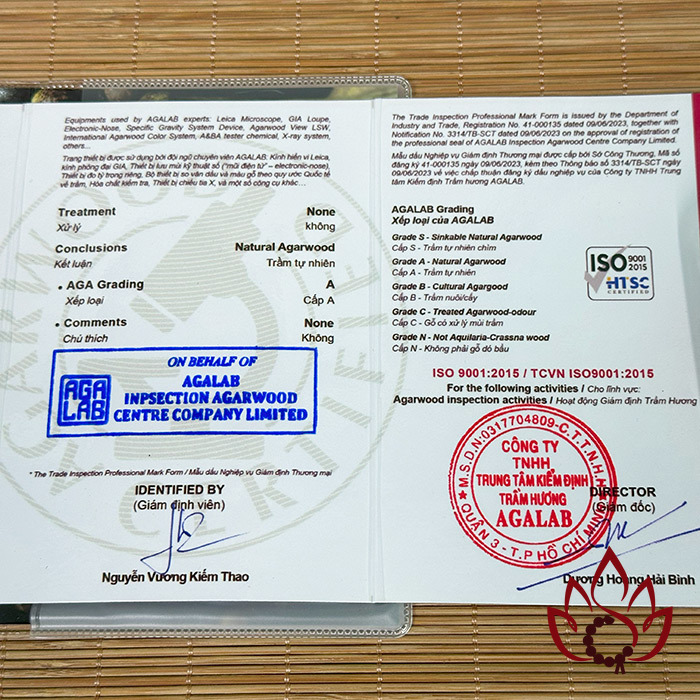 Equipments used by AGALAB experts: Leica Microscope, GIA Loupe,
Electronic-Nose, Specific Gravity System Device, Agarwood View LSW,
International Agarwood Color System, A&BA tester chemical, X-ray system,
others...
Trang thiết bị được sử dụng bởi đội ngũ chuyên viên AGALAB. Kính hiển vi Leica,
kính phóng đại GIA, Thiết bị lưu mùi kỹ thuật số ("mũi điện tử" – electronic-nose),
Thiết bị đo tỷ trọng riêng, Bộ thiết bị so vân dầu và màu gỗ theo quy ước Quốc tế
về trầm, Hóa chất kiểm tra, Thiết bị chiếu tia X, và một số công cụ khác...
Treatment None
Xử lý không
Conclusions Natural Agarwood
Kết luận Trầm tự nhiên
• AGA Grading A
Xếp loại Cấp A
• Comments None
Chú thích Không
AGA
LAB
ON BEHALF OF
AGALAB
INPSECTION AGARWOOD
CENTRE COMPANY LIMITED
* The Trade Inspection Professional Mark Form / Mẫu dấu Nghiệp vụ Giám định Thương mại
IDENTIFIED BY
(Giám định viên)
Nguyễn Vương Kiếm Thao
The Trade Inspection Professional Mark Form is issued by the Department of
Industry and Trade, Registration No. 41-000135 dated 09/06/2023, together with
Notification No. 3314/TB-SCT dated 09/06/2023 on the approval of registration of
the professional seal of AGALAB Inspection Agarwood Centre Company Limited.
Mẫu dấu Nghiệp vụ Giám định Thương mại được cấp bởi Sở Công Thương, Mã số
đăng ký 41-000135 ngày 09/06/2023, kèm theo Thông báo số 3314/TB-SCT ngày
09/06/2023 về việc chấp thuận đăng ký dấu nghiệp vụ của Công ty TNHH Trung
tâm Kiểm định Trầm hương AGALAB.
AGALAB Grading
Xếp loại của AGALAB
Grade S - Sinkable Natural Agarwood
Cấp S - Trầm tự nhiên chìm
Grade A - Natural Agarwood
Cấp A - Trầm tự nhiên
Grade B - Cultural Agargood
Cấp B - Trầm nuôi/cấy
Grade C - Treated Agarwood-odour
Cấp C - Gỗ có xử lý mùi trầm
Grade N - Not Aquilaria-Crassna wood
Cấp N - Không phải gỗ dó bầu
ISO 9001
2015
HTSC
CERTIFIED
ISO 9001:2015 / TCVN ISO9001:2015
For the following activities / Cho lĩnh vực:
Agarwood inspection activities / Hoạt động Giám định Trầm Hương
M.S.D.N:0317704809-C.T.T.N.H.H
CÔNG TY
TNHH
TRUNG TÂM KIỂM ĐỊNH
TRẦM HƯƠNG
AGALAB
QUẬN 3 - T.P HỒ CHÍ MINH
DIRECTOR
(Giám đốc)
Dương Hoàng Hải Bình